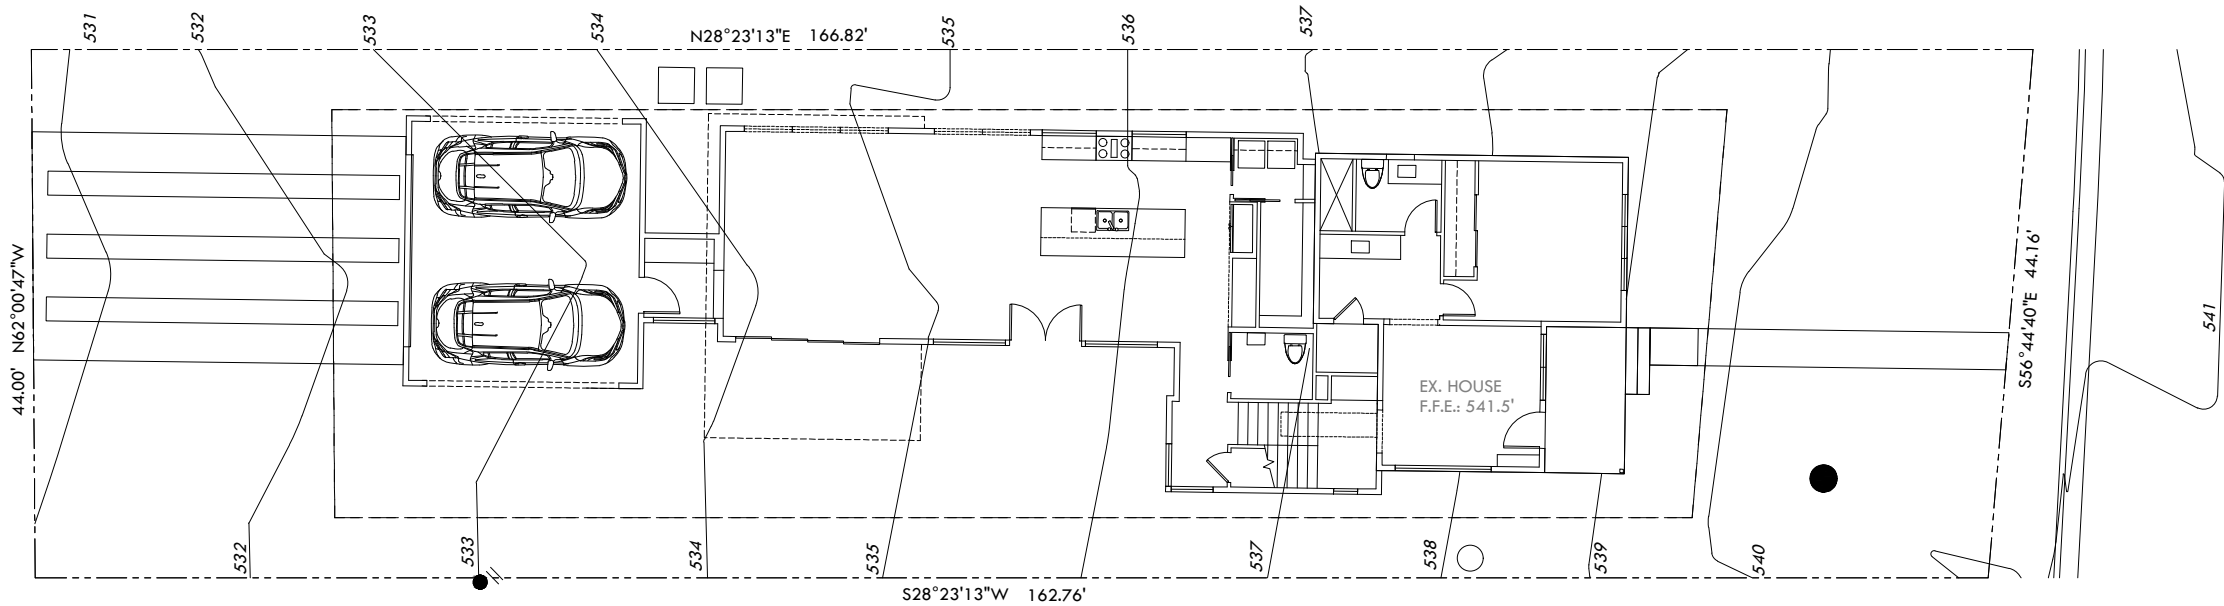 531
532
533
534
N28°23'13"E 166.82'
535
536
537
44.00' N62°00'47"W
S56°44'40"E 44.16'
541
EX. HOUSE
F.F.E.: 541.5'
532
533
534
535
537
538
539
540
S28°23'13"W 162.76'